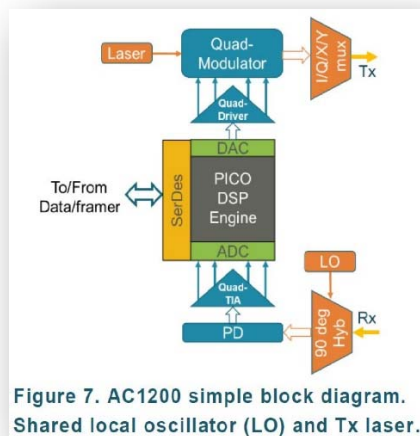 Laser
Quad-
Modulator
I/Q/X/Y
mux
Tx
Quad-
Driver
DAC
To/From
Data/framer
SerDes
PICO
DSP
Engine
ADC
LO
Quad-
TIA
PD
90 deg
Hyb
Rx
Figure 7. AC1200 simple block diagram.
Shared local oscillator (LO) and Tx laser.